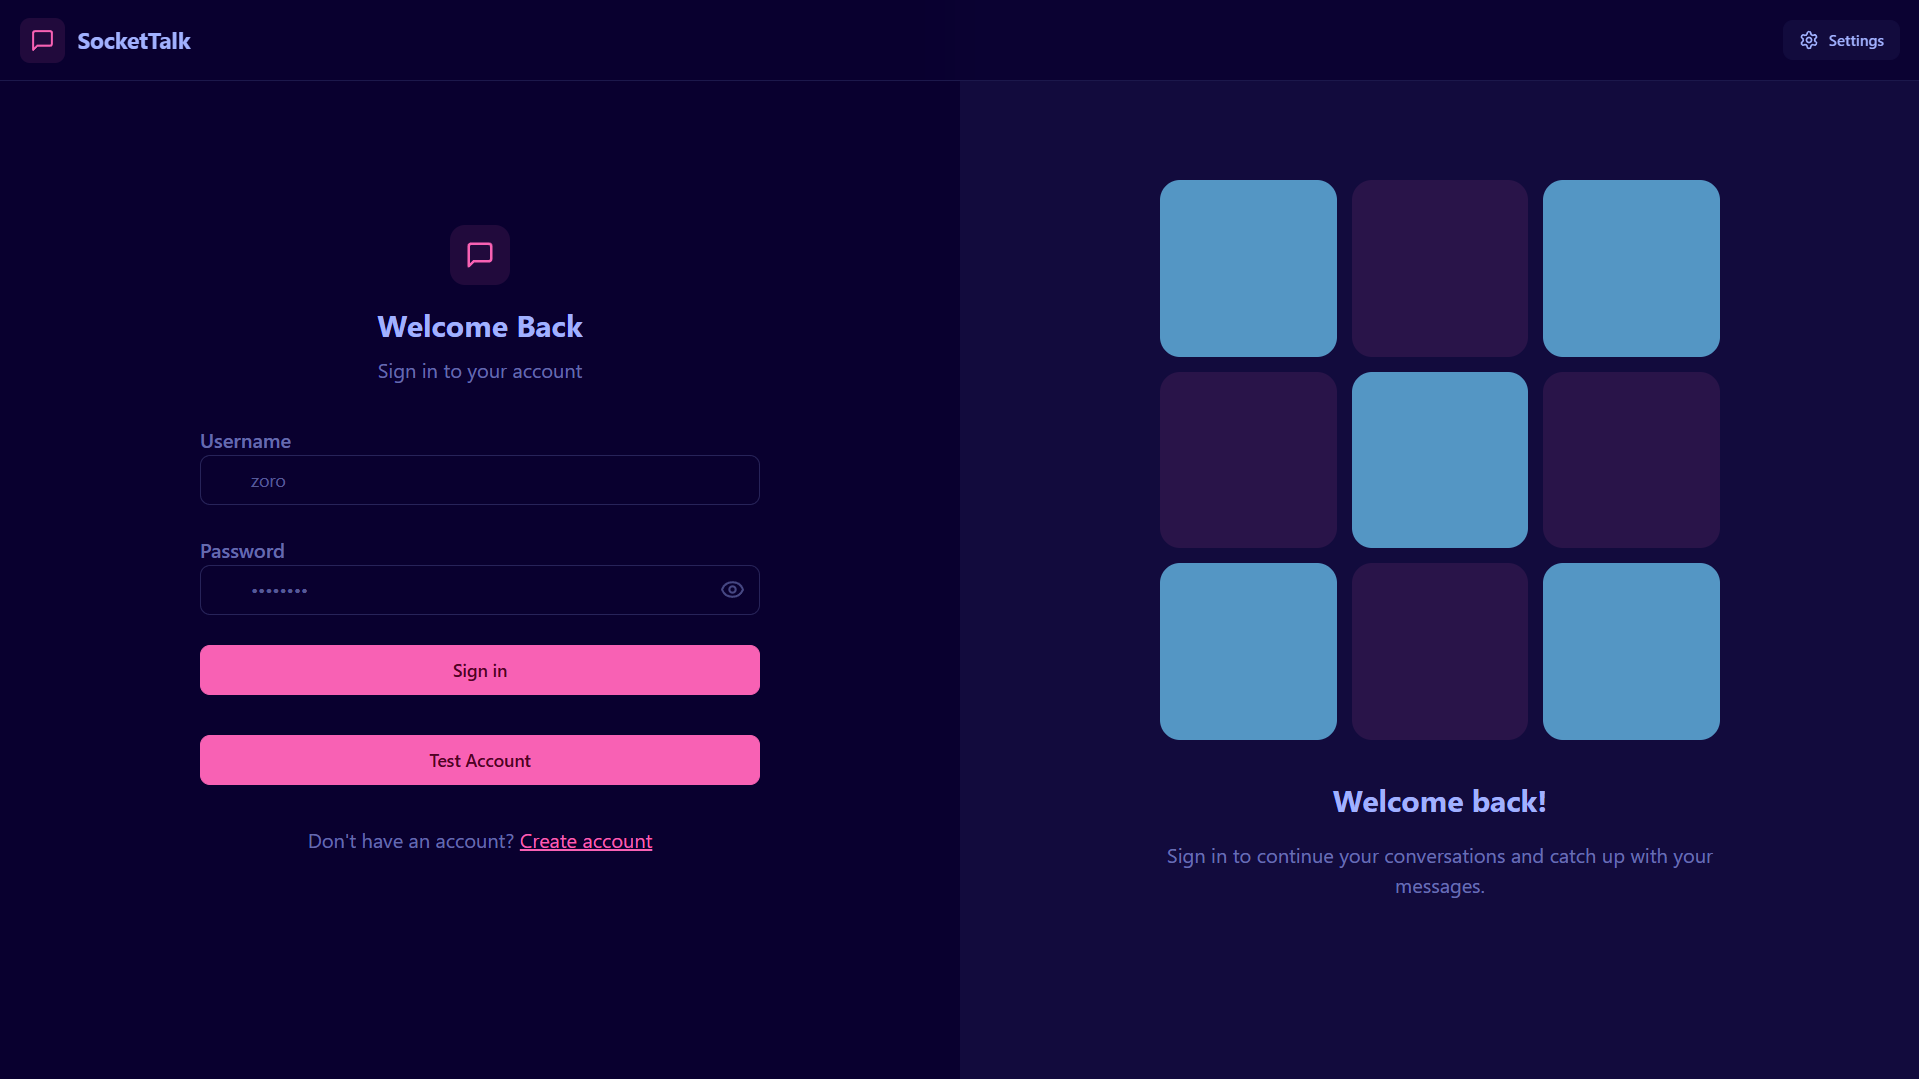 SocketTalk
Settings
Welcome Back
Sign in to your account
Username
zoro
Password
••••••••
Sign in
Test Account
Don't have an account? Create account
Welcome back!
Sign in to continue your conversations and catch up with your
messages.